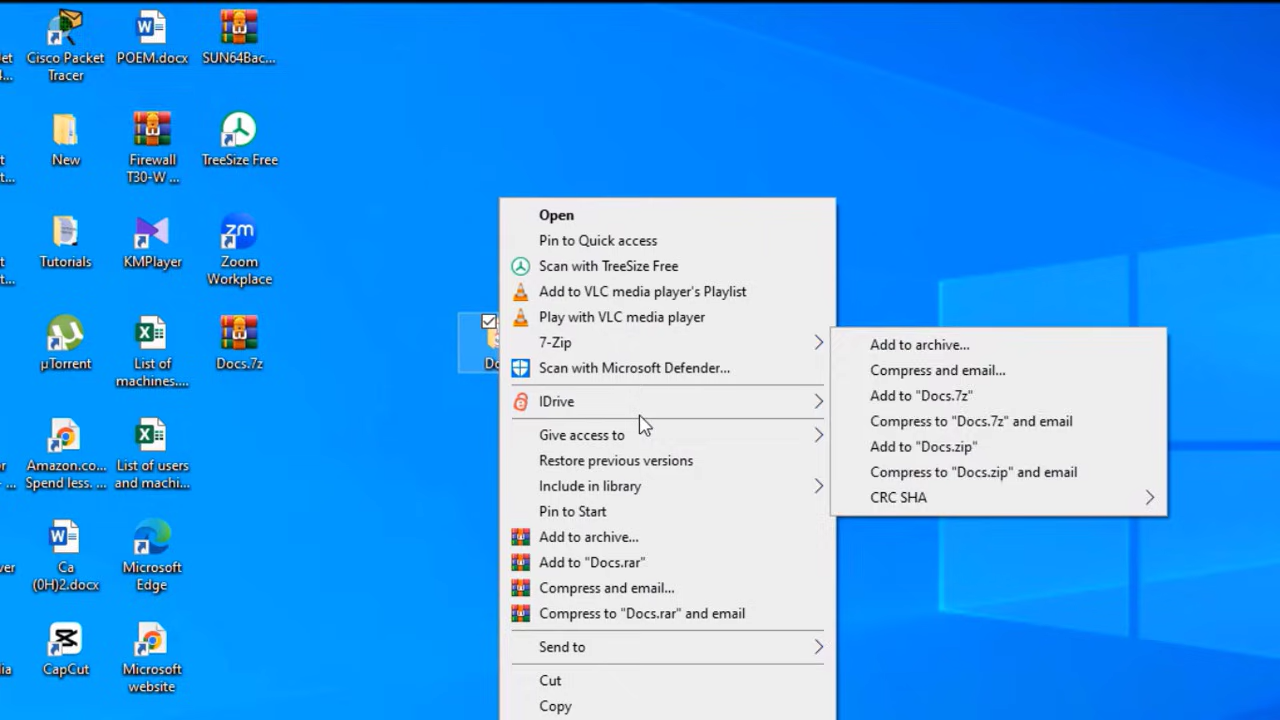 Cisco Packet
Tracer
POEM.docx
SUN64Bac...
New
Firewall
T30-W ...
TreeSize Free
Tutorials
KMPlayer
Zoom
Workplace
µTorrent
List of
machines....
Docs.7z
Amazon.co...
Spend less. ...
List of users
and machi...
Ca
(0H)2.docx
Microsoft
Edge
CapCut
Microsoft
website
zm
Open
Pin to Quick access
Scan with TreeSize Free
Add to VLC media player's Playlist
Play with VLC media player
7-Zip
Scan with Microsoft Defender...
IDrive
Give access to
Restore previous versions
Include in library
Pin to Start
Add to archive...
Add to "Docs.rar"
Compress and email...
Compress to "Docs.rar" and email
Send to
Cut
Copy
Add to archive...
Compress and email...
Add to "Docs.7z"
Compress to "Docs.7z" and email
Add to "Docs.zip"
Compress to "Docs.zip" and email
CRC SHA